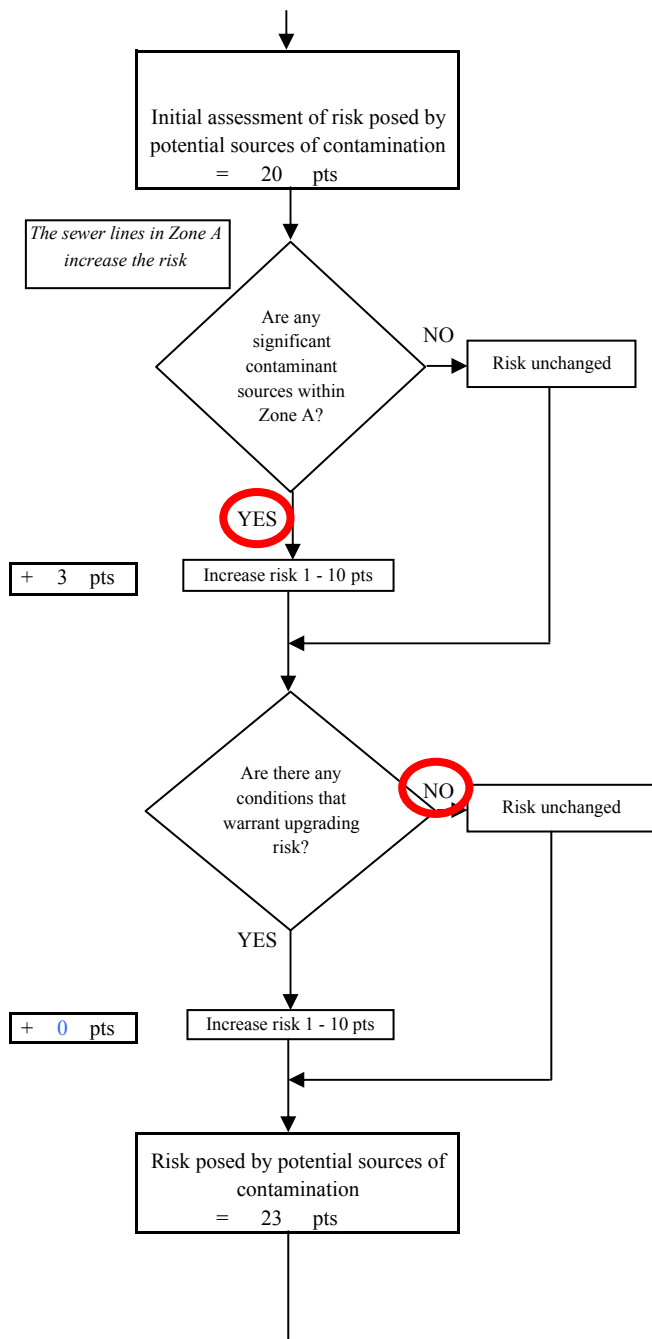 Initial assessment of risk posed by
potential sources of contamination
= 20 pts
The sewer lines in Zone A
increase the risk
Are any
significant
contaminant
sources within
Zone A?
NO
Risk unchanged
YES
+ 3 pts
Increase risk 1 - 10 pts
Are there any
conditions that
warrant upgrading
risk?
NO
Risk unchanged
YES
+ 0 pts
Increase risk 1 - 10 pts
Risk posed by potential sources of
contamination
= 23 pts